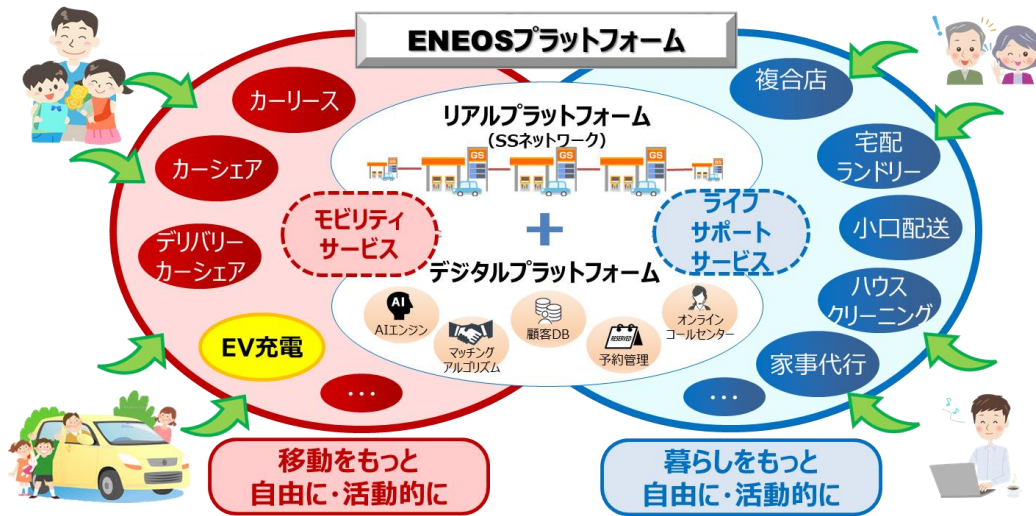 ENEOSプラットフォーム
カーリース
カーシェア
デリバリー
カーシェア
EV充電
・・・
モビリティ
サービス
リアルプラットフォーム
(SSネットワーク)
GS
GS
GS
GS
GS
+
デジタルプラットフォーム
AI
AIエンジン
マッチング
アルゴリズム
顧客DB
RESERVED
予約管理
オンライン
コールセンター
ライフ
サポート
サービス
複合店
宅配
ランドリー
小口配送
ハウス
クリーニング
家事代行
・・・
移動をもっと
自由に・活動的に
暮らしをもっと
自由に・活動的に